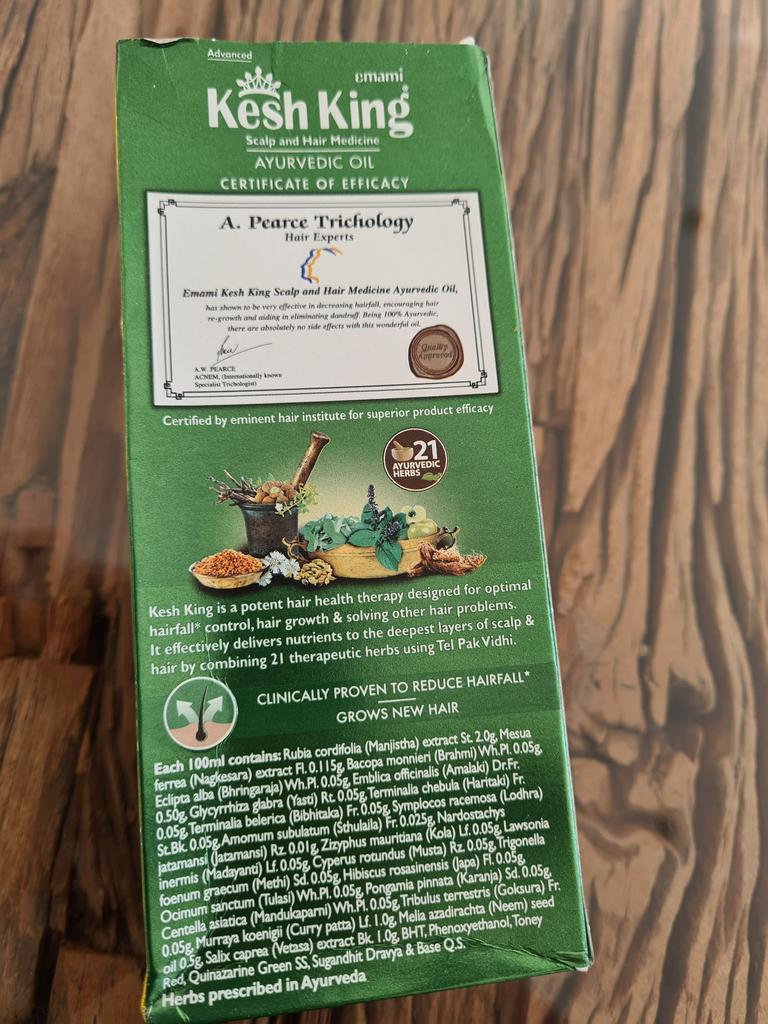 Advanced
emami
Kesh King
Scalp and Hair Medicine
AYURVEDIC OIL
CERTIFICATE OF EFFICACY
A. Pearce Trichology
Hair Experts
Emami Kesh King Scalp and Hair Medicine Ayurvedic Oil,
has shown to be very effective in decreasing hairfall, encouraging hair
re-growth and aiding in eliminating dandruff. Being 100% Ayurvedic,
there are absolutely no side effects with this wonderful oil.
A.W. PEARCE
ACNEM, (Internationally known
Specialist Trichologist)
Quality
Approved
Certified by eminent hair institute for superior product efficacy
21
AYURVEDIC
HERBS
Kesh King is a potent hair health therapy designed for optimal
hairfall* control, hair growth & solving other hair problems.
It effectively delivers nutrients to the deepest layers of scalp &
hair by combining 21 therapeutic herbs using Tel Pak Vidhi.
CLINICALLY PROVEN TO REDUCE HAIRFALL*
GROWS NEW HAIR
Each 100ml contains: Rubia cordifolia (Manjistha) extract St. 2.0g, Mesua
ferrea (Nagkesara) extract Fl. 0.115g, Bacopa monnieri (Brahmi) Wh.Pl. 0.05g,
Eclipta alba (Bhringaraja) Wh.Pl. 0.05g, Emblica officinalis (Amalaki) Dr.Fr.
0.50g, Glycyrrhiza glabra (Yasti) Rt. 0.05g, Terminalia chebula (Haritaki) Fr.
0.05g, Terminalia belerica (Bibhitaka) Fr. 0.05g, Symplocos racemosa (Lodhra)
St.Bk. 0.05g, Amomum subulatum (Sthulaila) Fr. 0.025g, Nardostachys
jatamansi (Jatamansi) Rz. 0.01g, Zizyphus mauritiana (Kola) Lf. 0.05g, Lawsonia
inermis (Madayanti) Lf. 0.05g, Cyperus rotundus (Musta) Rz. 0.05g, Trigonella
foenum graecum (Methi) Sd. 0.05g, Hibiscus rosasinensis (Japa) Fl. 0.05g,
Ocimum sanctum (Tulasi) Wh.Pl. 0.05g, Pongamia pinnata (Karanja) Sd. 0.05g,
Centella asiatica (Mandukaparni) Wh.Pl. 0.05g, Tribulus terrestris (Goksura) Fr.
0.05g, Murraya koenigii (Curry patta) Lf. 1.0g, Melia azadirachta (Neem) seed
oil 0.5g, Salix caprea (Vetasa) extract Bk. 1.0g, BHT, Phenoxyethanol, Toney
Red, Quinazarine Green SS, Sugandhit Dravya & Base Q.S.
Herbs prescribed in Ayurveda